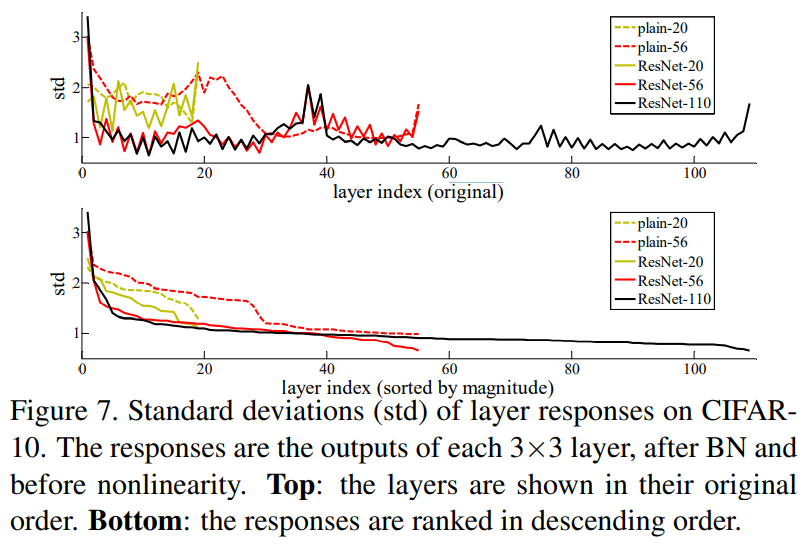 3
2
1
std
plain-20
plain-56
ResNet-20
ResNet-56
ResNet-110
0 20 40 60 80 100
layer index (original)
3
2
1
std
plain-20
plain-56
ResNet-20
ResNet-56
ResNet-110
0 20 40 60 80 100
layer index (sorted by magnitude)
Figure 7. Standard deviations (std) of layer responses on CIFAR-
10. The responses are the outputs of each 3×3 layer, after BN and
before nonlinearity. Top: the layers are shown in their original
order. Bottom: the responses are ranked in descending order.